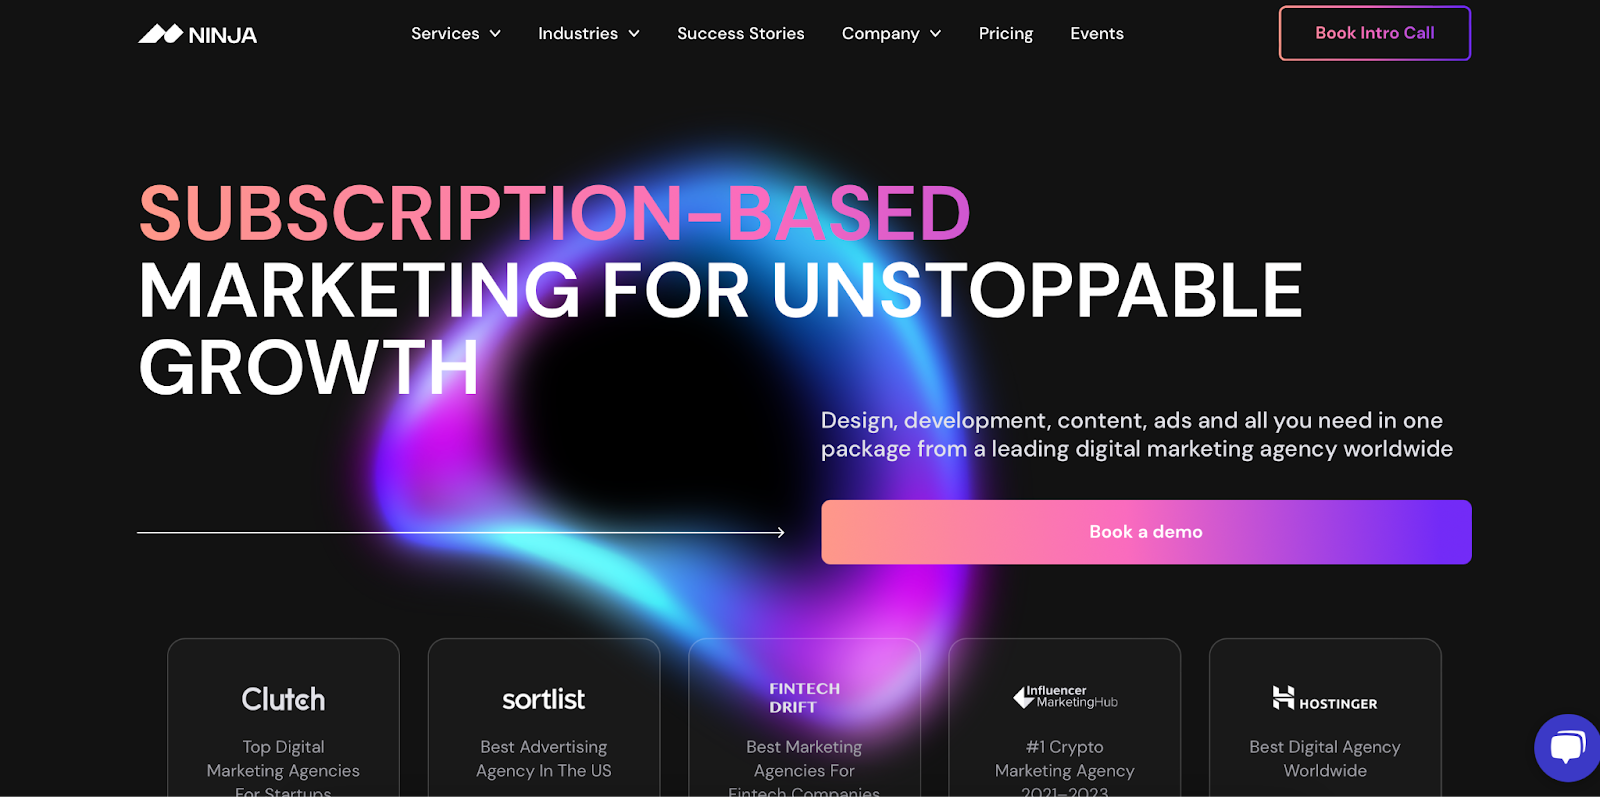 NINJA
Services
Industries
Success Stories
Company
Pricing
Events
Book Intro Call
SUBSCRIPTION-BASED
MARKETING FOR UNSTOPPABLE
GROWTH
Design, development, content, ads and all you need in one
package from a leading digital marketing agency worldwide
Book a demo
Clutch
Top Digital
Marketing Agencies
For Startups
sortlist
Best Advertising
Agency In The US
FINTECH
DRIFT
Best Marketing
Agencies For
Fintech Companies
Influencer
MarketingHub
#1 Crypto
Marketing Agency
2021–2023
HOSTINGER
Best Digital Agency
Worldwide